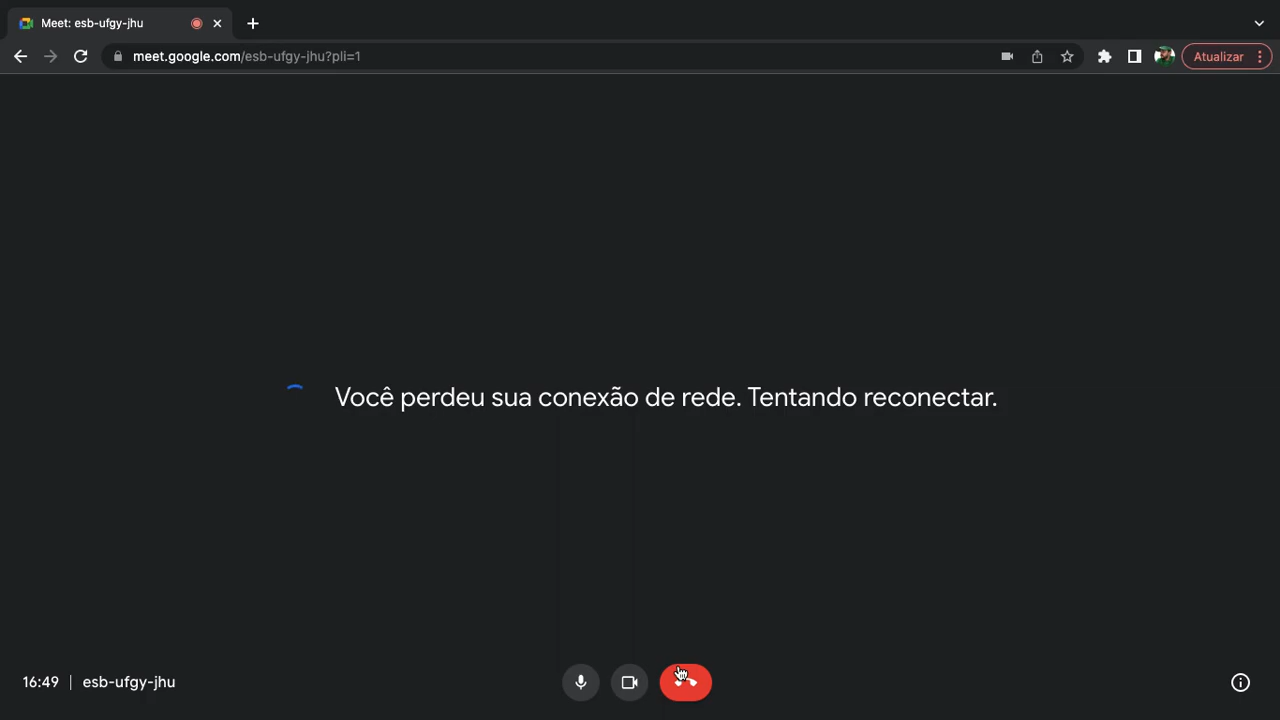 Meet: esb-ufgy-jhu
meet.google.com/esb-ufgy-jhu?pli=1
Atualizar
Você perdeu sua conexão de rede. Tentando reconectar.
16:49 | esb-ufgy-jhu